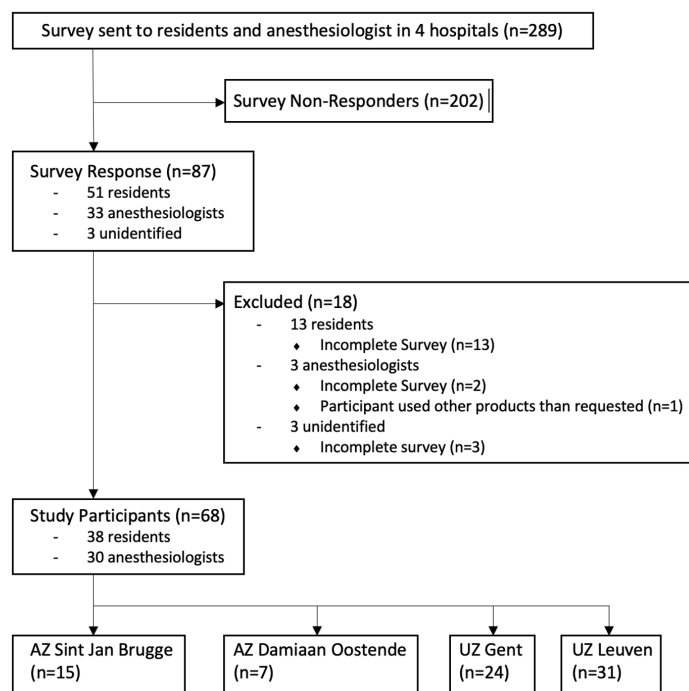 Survey sent to residents and anesthesiologist in 4 hospitals (n=289)
Survey Non-Responders (n=202)
Survey Response (n=87)
- 51 residents
- 33 anesthesiologists
- 3 unidentified
Excluded (n=18)
- 13 residents
♦ Incomplete Survey (n=13)
- 3 anesthesiologists
♦ Incomplete Survey (n=2)
♦ Participant used other products than requested (n=1)
- 3 unidentified
♦ Incomplete survey (n=3)
Study Participants (n=68)
- 38 residents
- 30 anesthesiologists
AZ Sint Jan Brugge
(n=15)
AZ Damiaan Oostende
(n=7)
UZ Gent
(n=24)
UZ Leuven
(n=31)